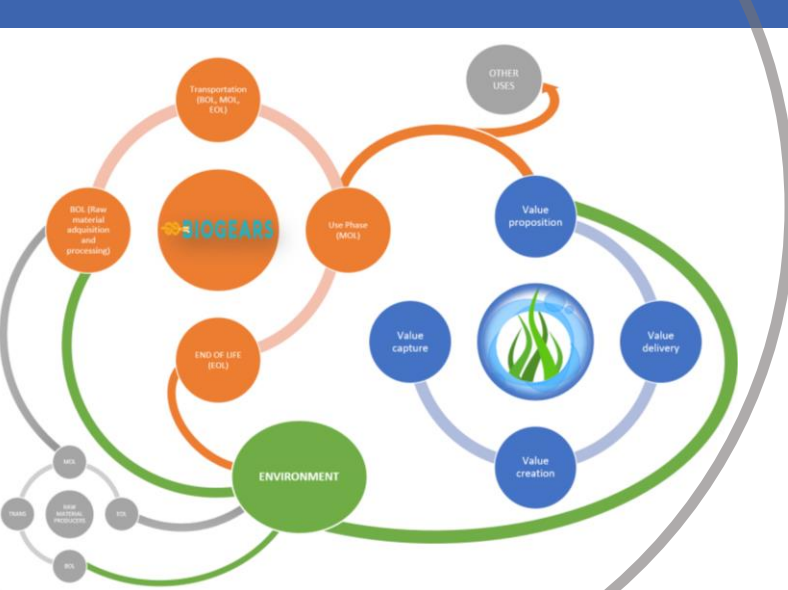 Transportation
(BOL, MOL,
EOL)
OTHER
USES
BOL (Raw
material
adquisition
and
processing)
BIOGEARS
Use Phase
(MOL)
Value
proposition
END OF LIFE
(EOL)
Value
capture
Value
delivery
ENVIRONMENT
Value
creation
MOL
TRANS
RAW
MATERIAL
PRODUCERS
EOL
BOL